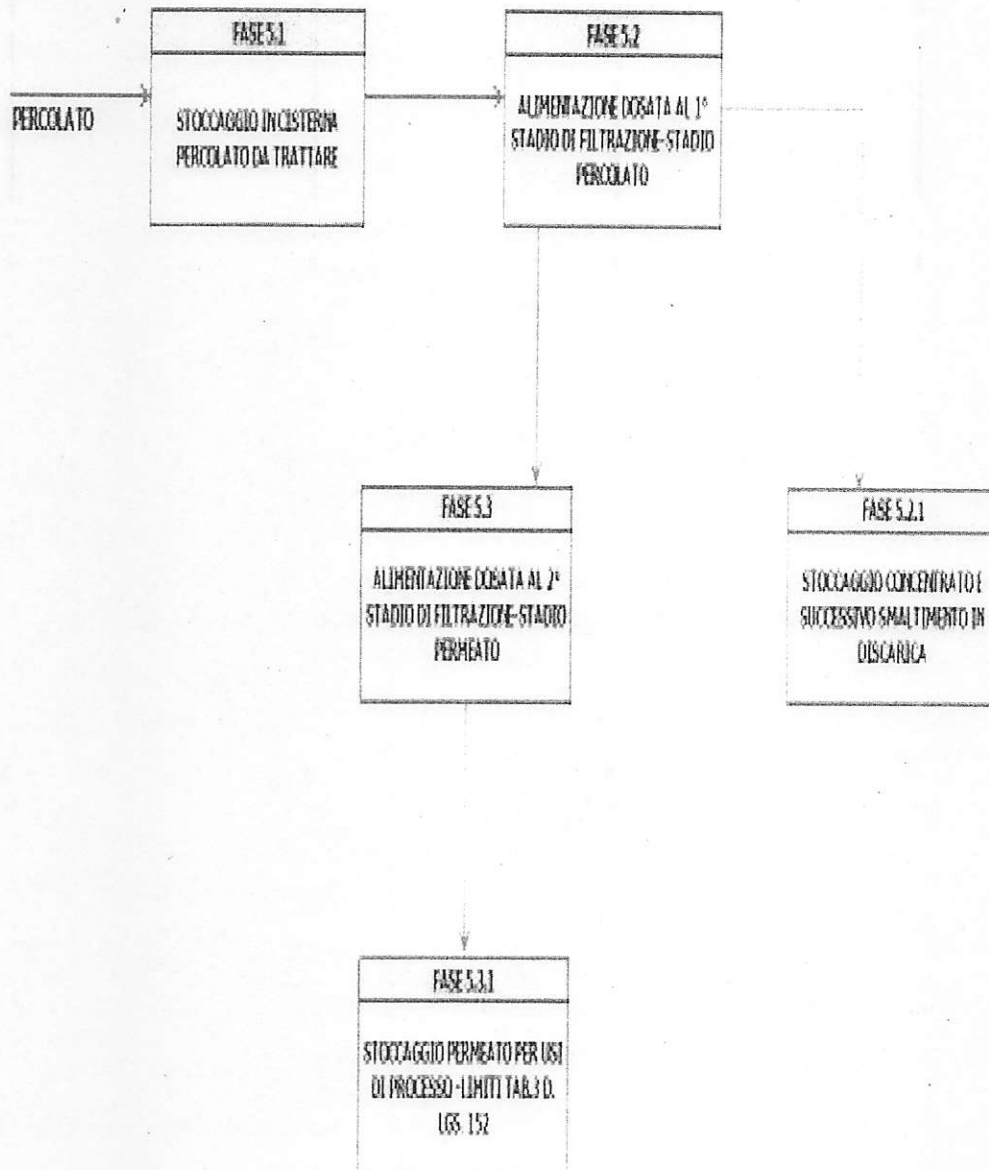 FASE 5.1
PERCOLATO
STOCCAGGIO IN CISTERNA
PERCOLATO DA TRATTARE
FASE 5.2
ALIMENTAZIONE DOSATA AL 1°
STADIO DI FILTRAZIONE-STADIO
PERCOLATO
FASE 5.3
ALIMENTAZIONE DOSATA AL 2°
STADIO DI FILTRAZIONE-STADIO
PERMEATO
FASE 5.2.1
STOCCAGGIO CONCENTRATO E
SUCCESSIVO SMALTIMENTO IN
DISCARICA
FASE 5.3.1
STOCCAGGIO PERMEATO PER USI
DI PROCESSO -LIMITI TAB.3 D.
LGS. 152